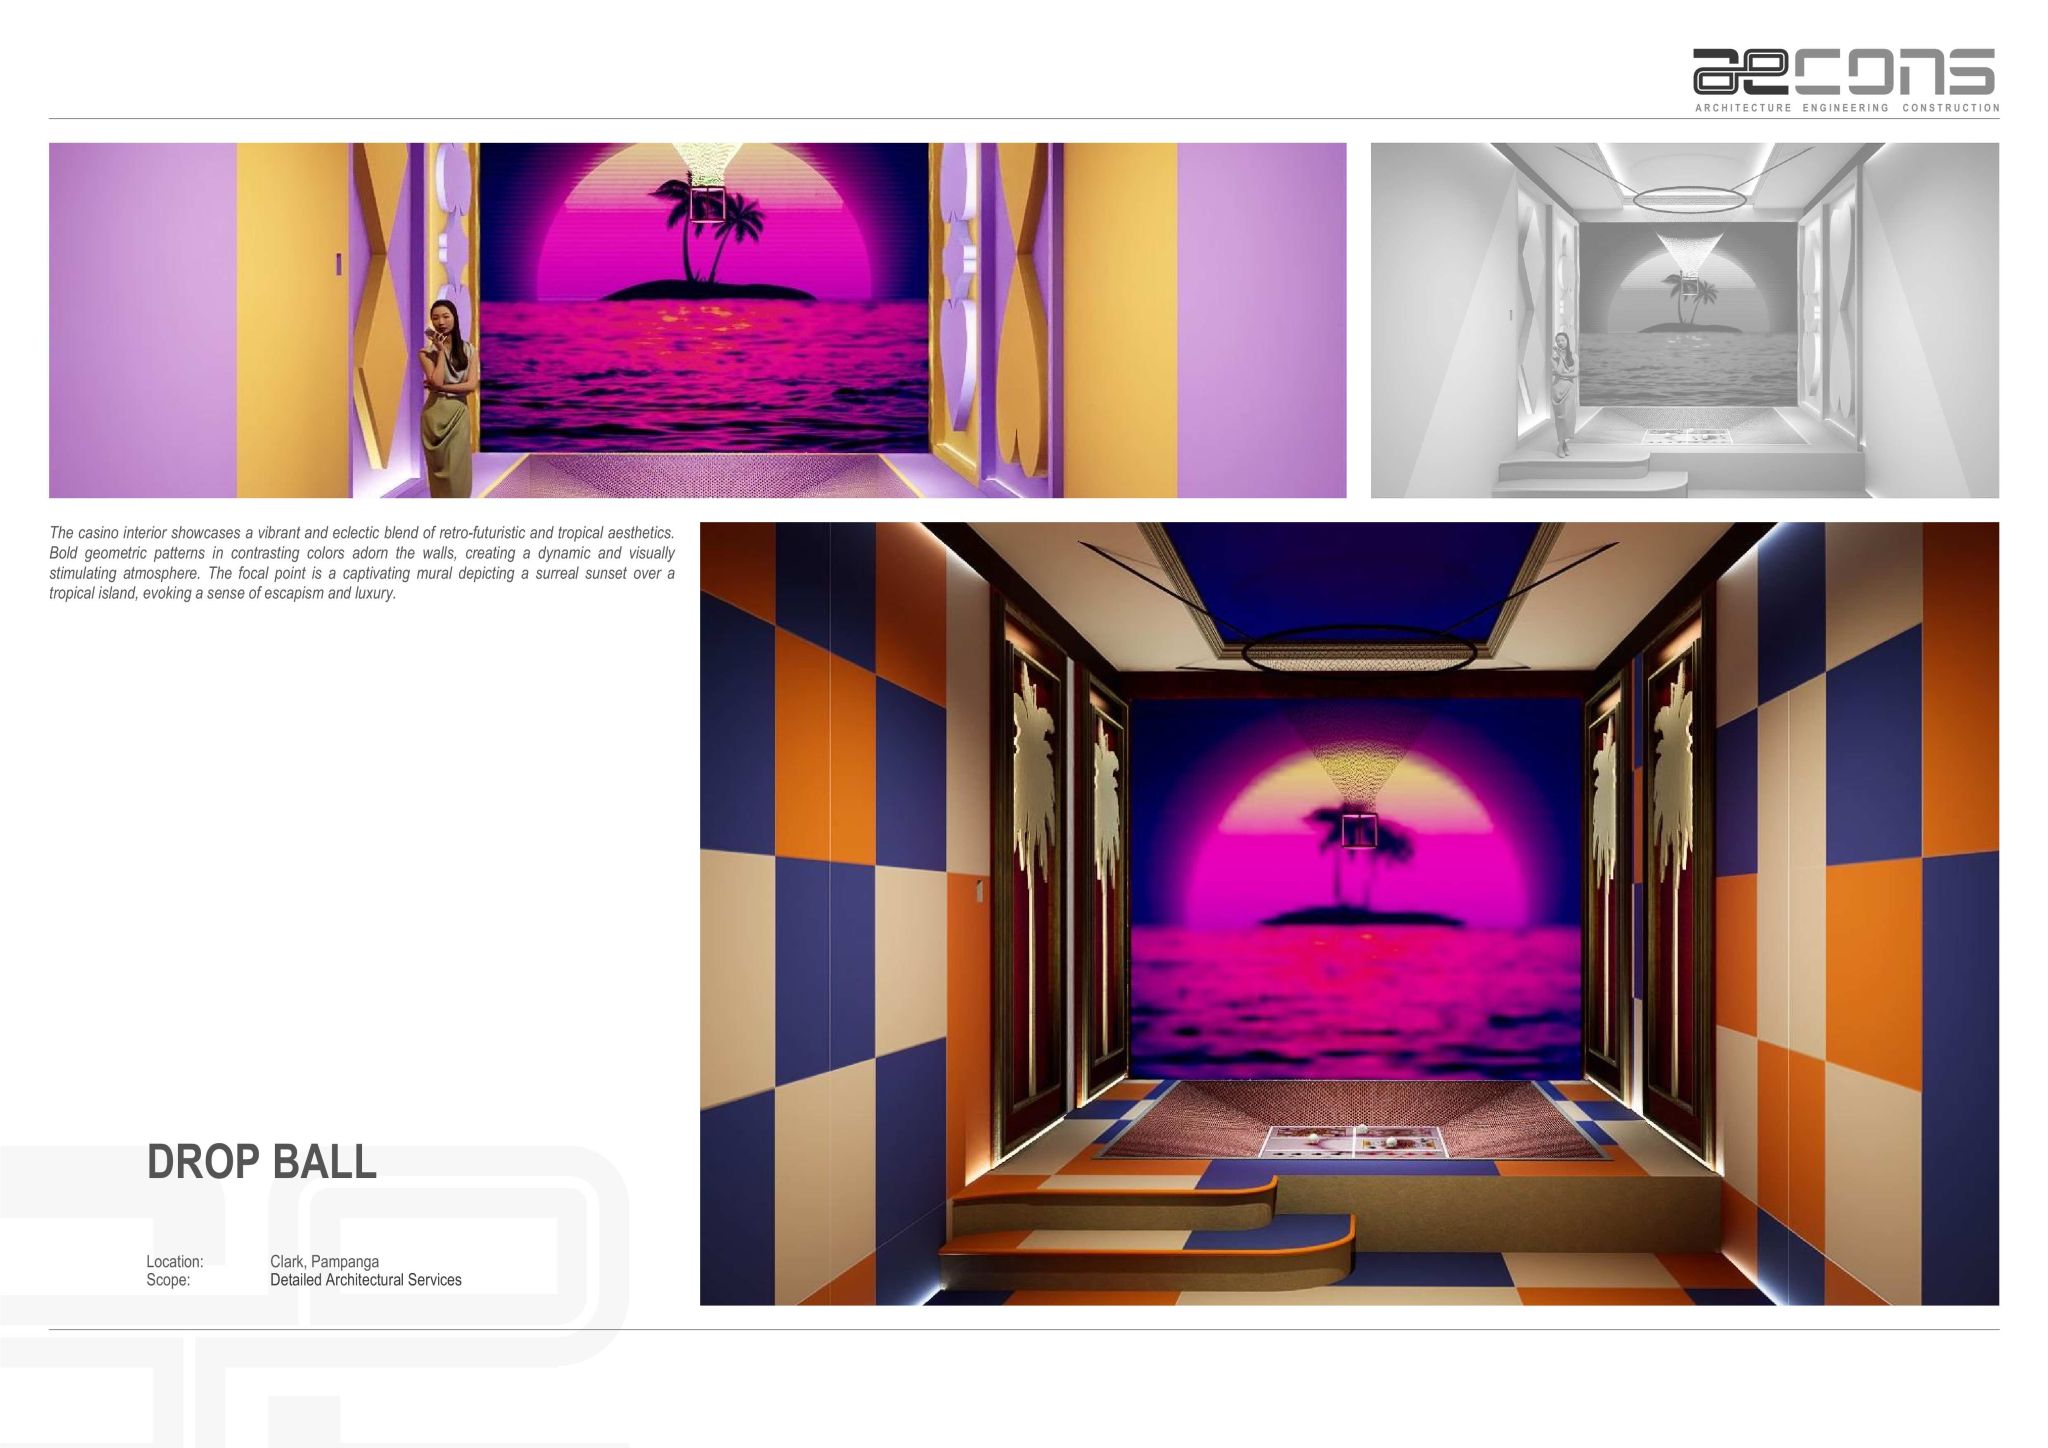 aecons
ARCHITECTURE ENGINEERING CONSTRUCTION
The casino interior showcases a vibrant and eclectic blend of retro-futuristic and tropical aesthetics.
Bold geometric patterns in contrasting colors adorn the walls, creating a dynamic and visually
stimulating atmosphere. The focal point is a captivating mural depicting a surreal sunset over a
tropical island, evoking a sense of escapism and luxury.
DROP BALL
Location: Clark, Pampanga
Scope: Detailed Architectural Services